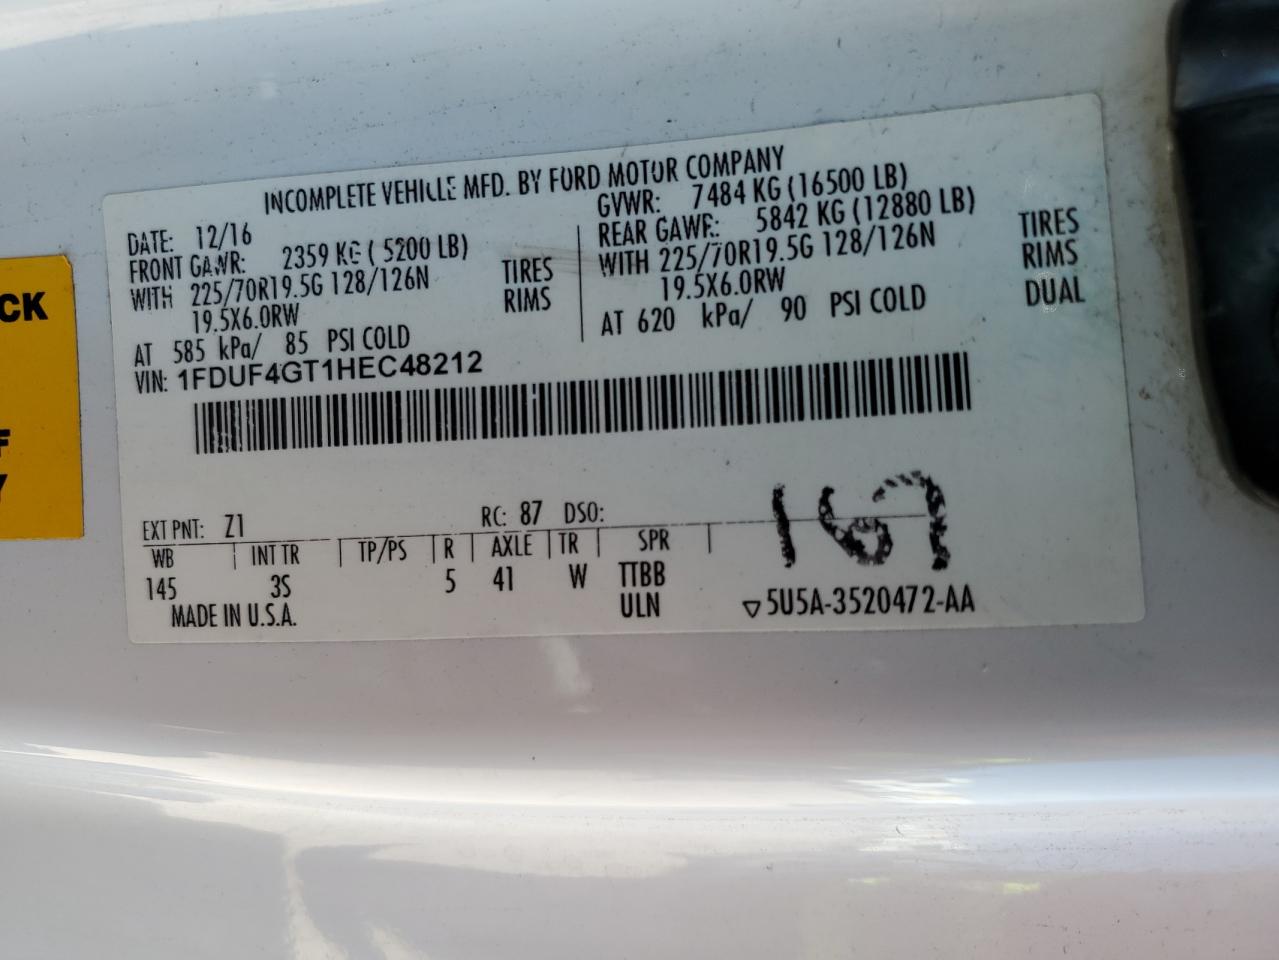 CK
F
Y
INCOMPLETE VEHICLE MFD. BY FORD MOTOR COMPANY
DATE: 12/16
FRONT GAWR: 2359 KG ( 5200 LB)
WITH 225/70R19.5G 128/126N TIRES
19.5X6.0RW RIMS
AT 585 kPa/ 85 PSI COLD
GVWR: 7484 KG (16500 LB)
REAR GAWR: 5842 KG (12880 LB)
WITH 225/70R19.5G 128/126N TIRES
19.5X6.0RW RIMS
AT 620 kPa/ 90 PSI COLD DUAL
VIN: 1FDUF4GT1HEC48212
EXT PNT: Z1 RC: 87 DSO:
WB | INT TR | TP/PS | R | AXLE | TR | SPR |
145 3S 5 41 W TTBB
ULN
MADE IN U.S.A.
167
▽5U5A-3520472-AA